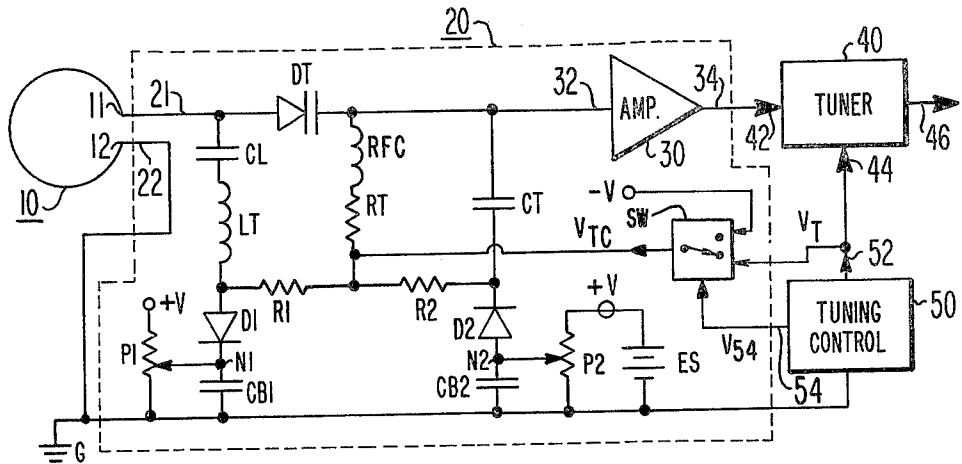 20
40
DT
11
21
32
34
AMP.
TUNER
12
22
CL
RFC
30
42
46
10
44
RT
CT
-V
SW
LT
VTC
VT
52
R1
R2
+V
50
+V
D1
D2
TUNING
CONTROL
P1
N1
N2
P2
ES
V54
54
CB1
CB2
G